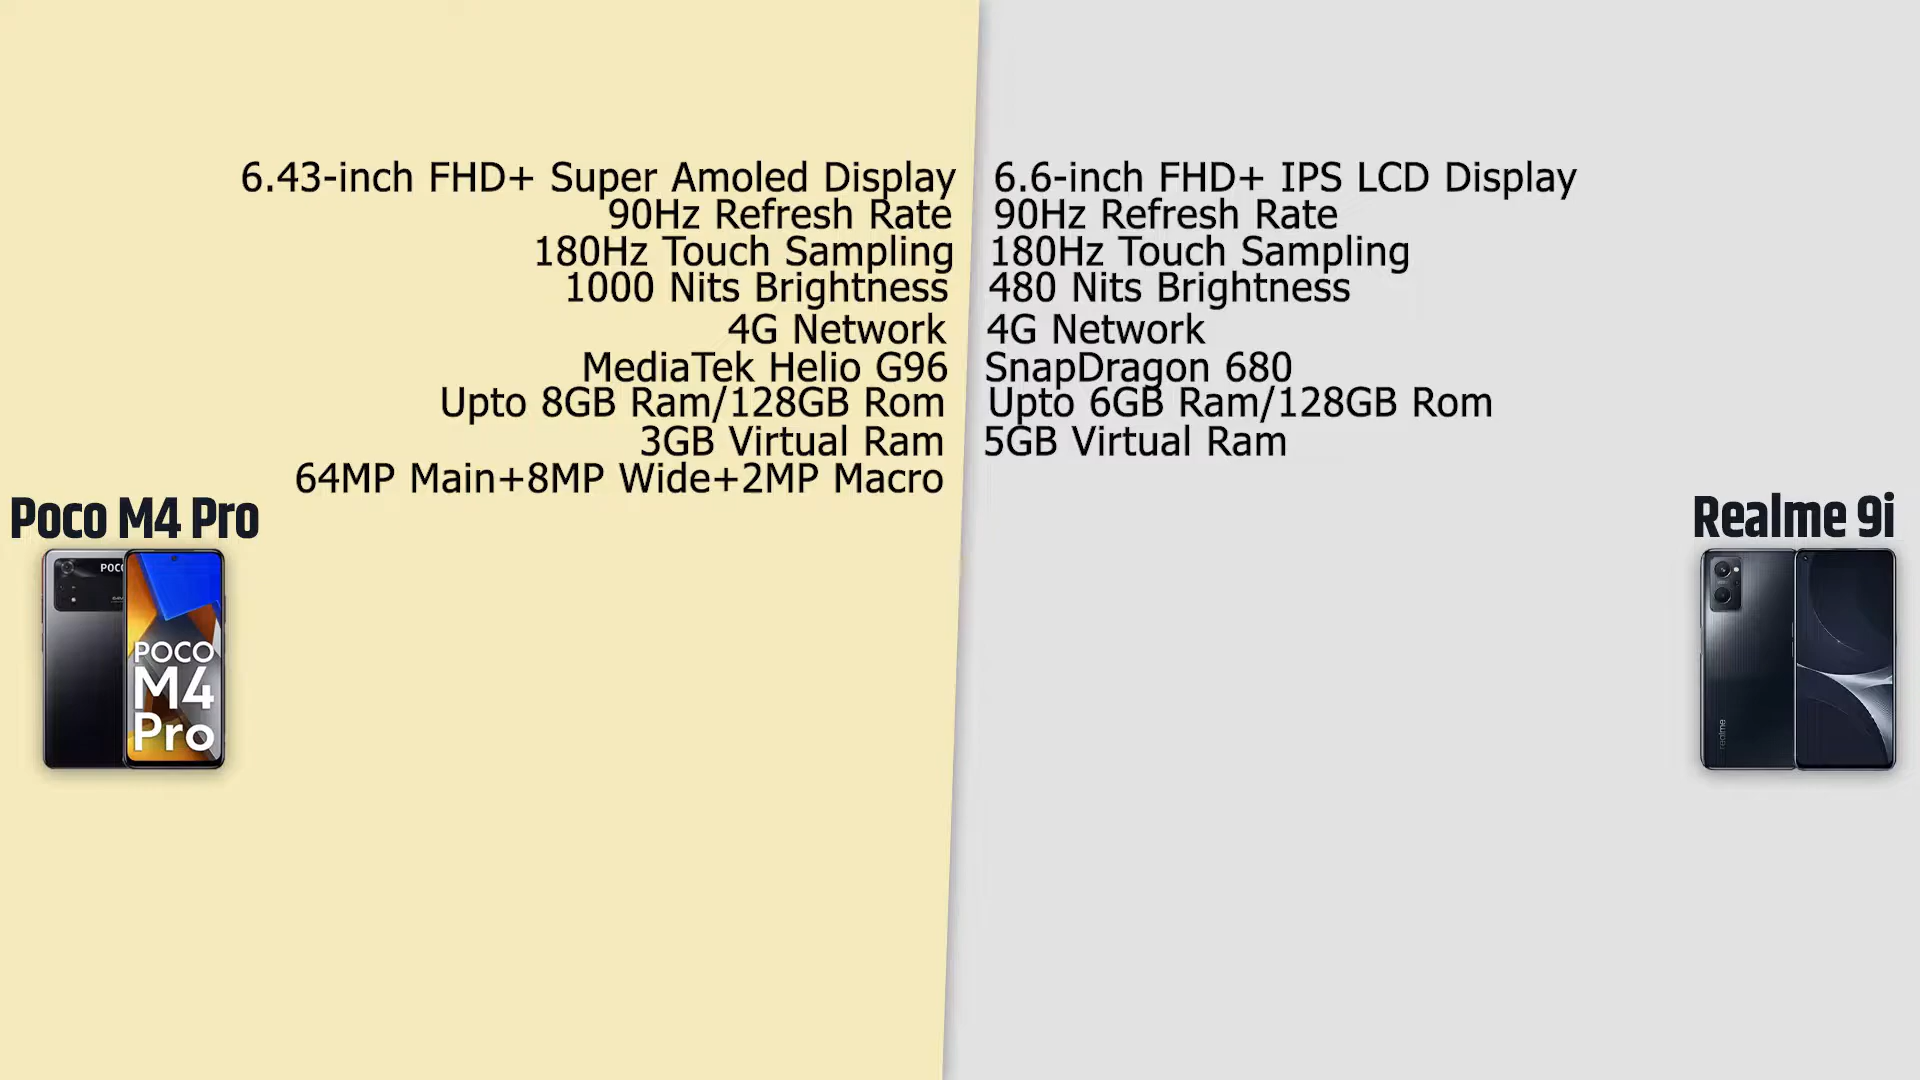 6.43-inch FHD+ Super Amoled Display
90Hz Refresh Rate
180Hz Touch Sampling
1000 Nits Brightness
4G Network
MediaTek Helio G96
Upto 8GB Ram/128GB Rom
3GB Virtual Ram
64MP Main+8MP Wide+2MP Macro
Poco M4 Pro
POCO
POCO
M4
Pro
6.6-inch FHD+ IPS LCD Display
90Hz Refresh Rate
180Hz Touch Sampling
480 Nits Brightness
4G Network
SnapDragon 680
Upto 6GB Ram/128GB Rom
5GB Virtual Ram
Realme 9i
realme